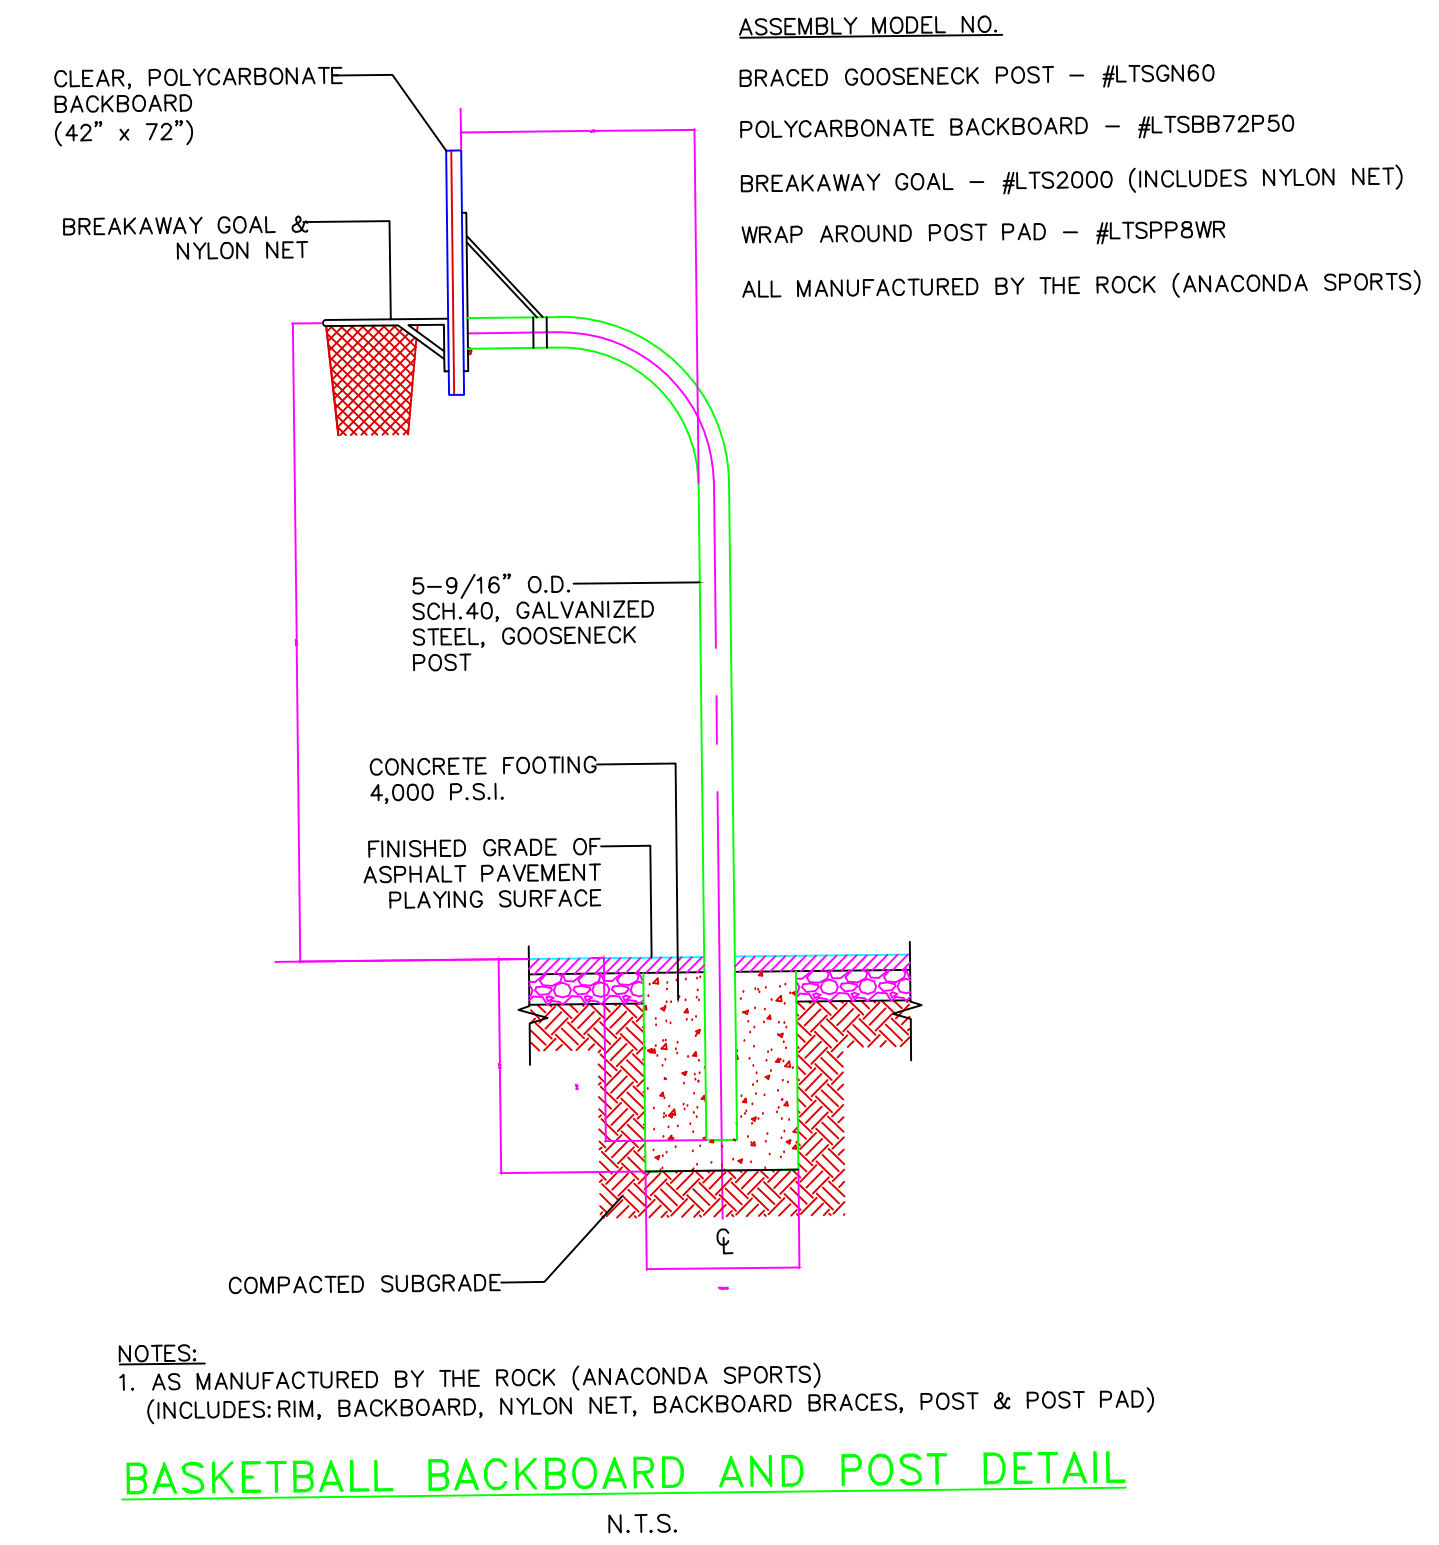 ASSEMBLY MODEL NO.
BRACED GOOSENECK POST – #LTSGN60
POLYCARBONATE BACKBOARD – #LTSBB72P50
BREAKAWAY GOAL – #LTS2000 (INCLUDES NYLON NET)
WRAP AROUND POST PAD – #LTSPP8WR
ALL MANUFACTURED BY THE ROCK (ANACONDA SPORTS)
CLEAR, POLYCARBONATE
BACKBOARD
(42" x 72")
BREAKAWAY GOAL &
NYLON NET
5–9/16" O.D.
SCH.40, GALVANIZED
STEEL, GOOSENECK
POST
CONCRETE FOOTING
4,000 P.S.I.
FINISHED GRADE OF
ASPHALT PAVEMENT
PLAYING SURFACE
℄
COMPACTED SUBGRADE
NOTES:
1. AS MANUFACTURED BY THE ROCK (ANACONDA SPORTS)
(INCLUDES: RIM, BACKBOARD, NYLON NET, BACKBOARD BRACES, POST & POST PAD)
BASKETBALL BACKBOARD AND POST DETAIL
N.T.S.